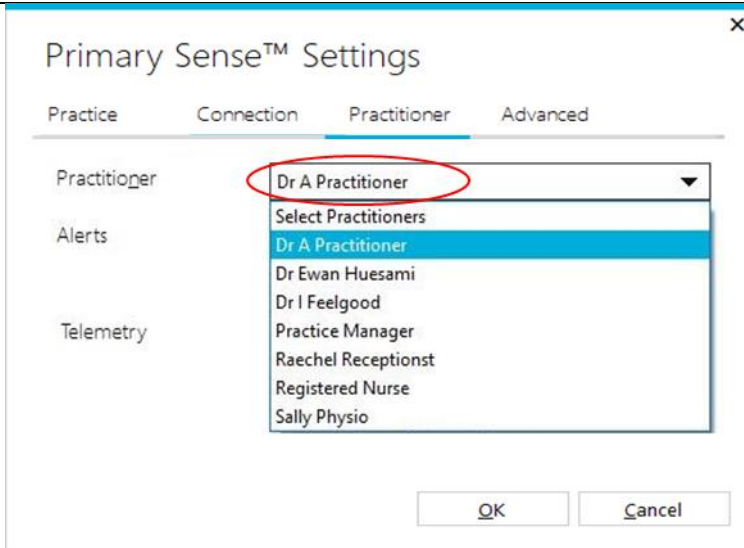 ×
Primary Sense™ Settings
Practice Connection Practitioner Advanced
Practitioner Dr A Practitioner
Select Practitioners
Alerts Dr A Practitioner
Dr Ewan Huesami
Dr I Feelgood
Telemetry Practice Manager
Raechel Receptionst
Registered Nurse
Sally Physio
OK Cancel